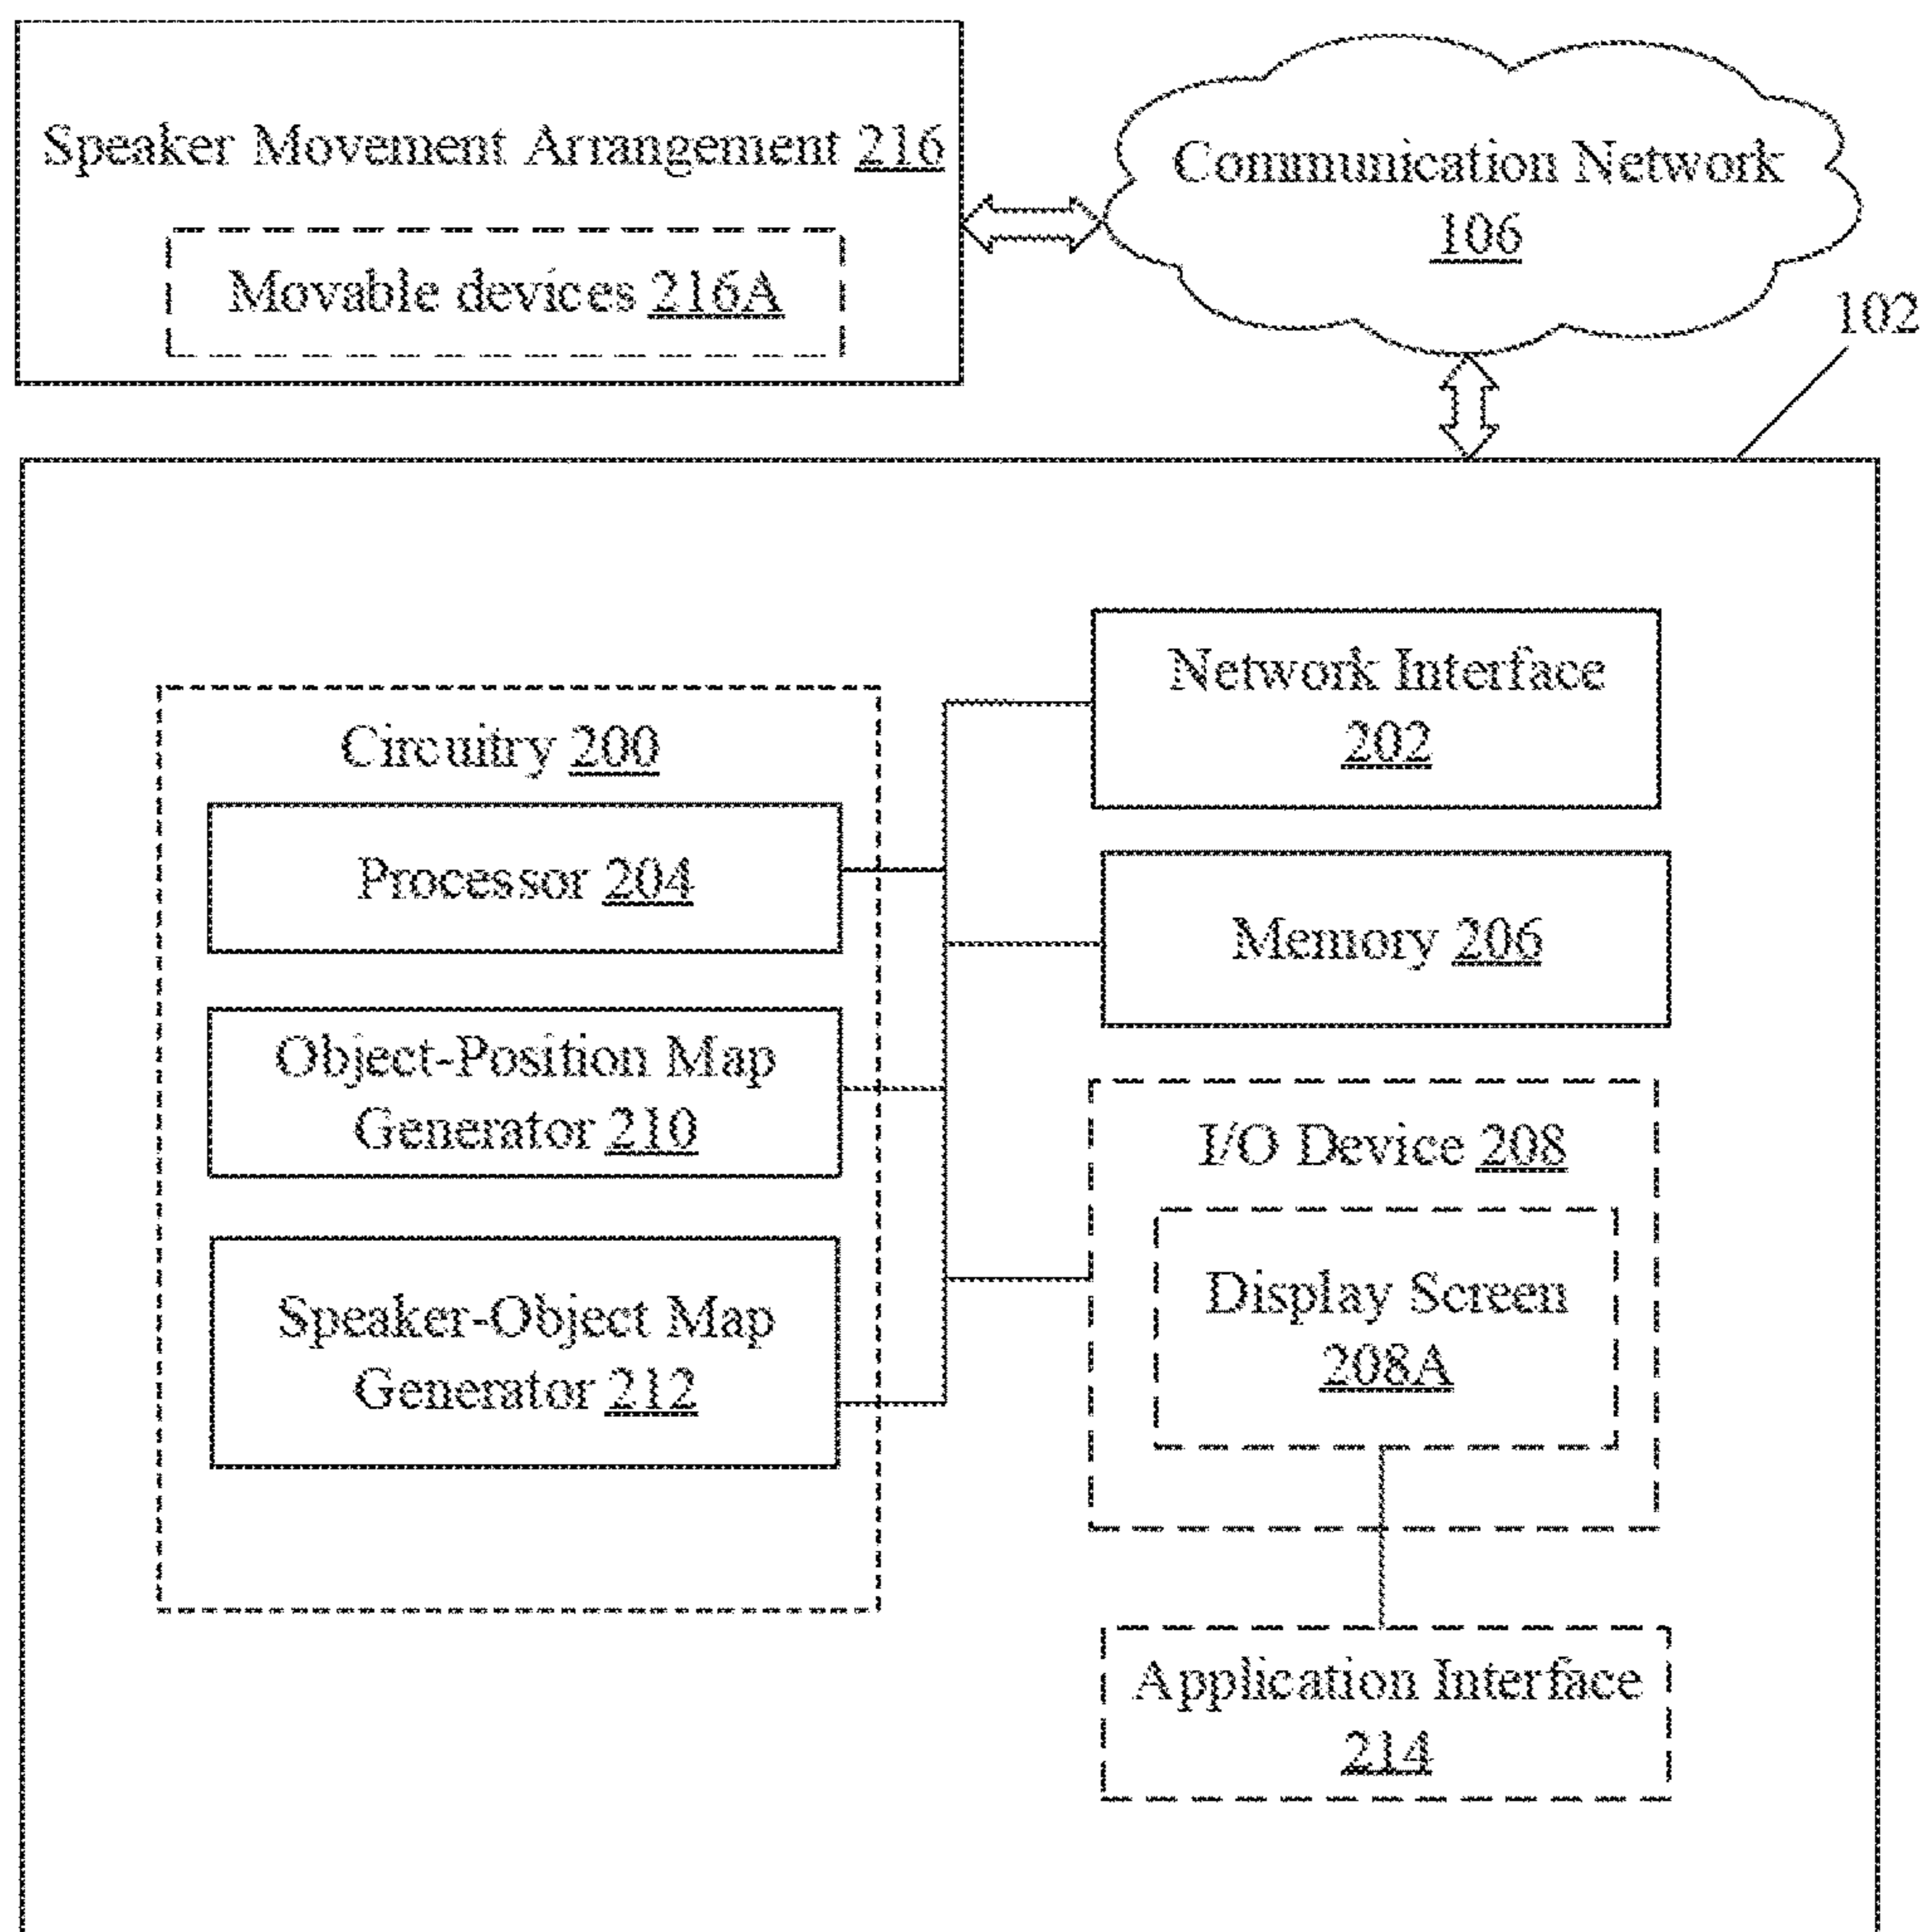 Speaker Movement Arrangement 216
Movable devices 216A
Communication Network
106
102
Circuitry 200
Processor 204
Object-Position Map
Generator 210
Speaker-Object Map
Generator 212
Network Interface
202
Memory 206
I/O Device 208
Display Screen
208A
Application Interface
214